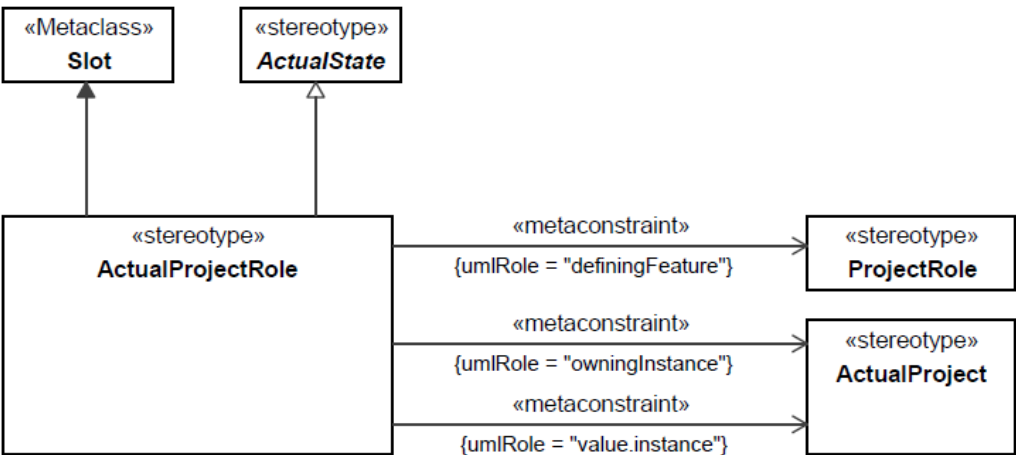 «Metaclass»
Slot
«stereotype»
ActualState
«stereotype»
ActualProjectRole
«metaconstraint»
{umlRole = "definingFeature"}
«stereotype»
ProjectRole
«metaconstraint»
{umlRole = "owningInstance"}
«metaconstraint»
{umlRole = "value.instance"}
«stereotype»
ActualProject